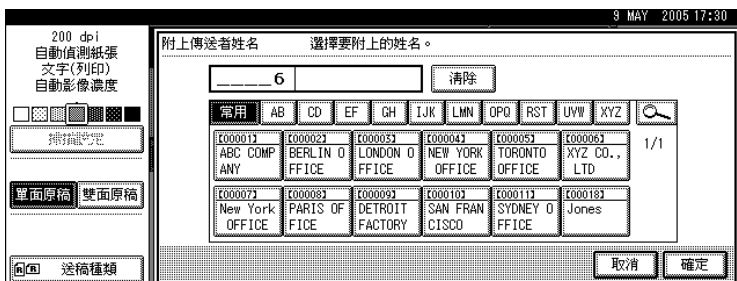 9 MAY 2005 17:30
200 dpi
自動偵測紙張
文字(列印)
自動影像濃度
掃描設定
單面原稿 雙面原稿
送稿種類
附上傳送者姓名 選擇要附上的姓名。
____6 清除
常用 AB CD EF GH IJK LMN OPQ RST UVW XYZ
[00001] [00002] [00003] [00004] [00005] [00006]
ABC COMP BERLIN O LONDON O NEW YORK TORONTO XYZ CO.,
ANY FFICE FFICE OFFICE OFFICE LTD
1/1
[00007] [00008] [00009] [00010] [00011] [00018]
New York PARIS OF DETROIT SAN FRAN SYDNEY O Jones
OFFICE FICE FACTORY CISCO FFICE
取消 確定